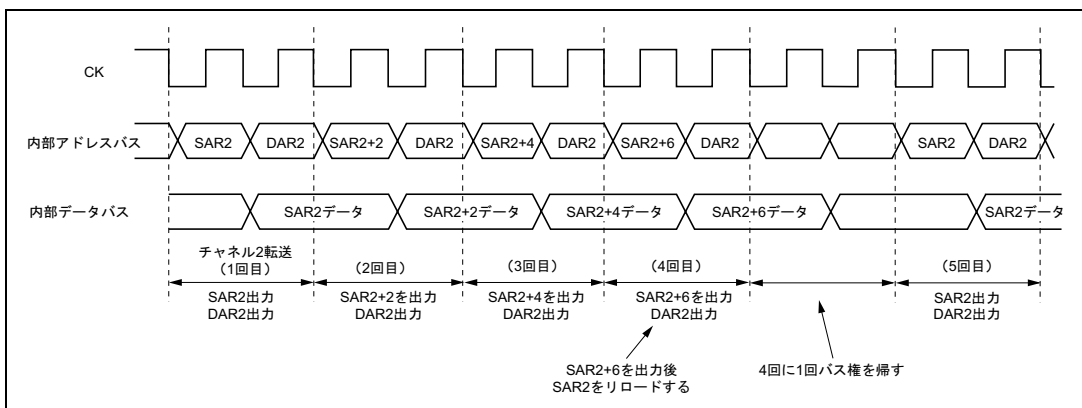 CK
内部アドレスバス
SAR2 DAR2 SAR2+2 DAR2 SAR2+4 DAR2 SAR2+6 DAR2 SAR2 DAR2
内部データバス
SAR2データ SAR2+2データ SAR2+4データ SAR2+6データ SAR2データ
チャネル2転送
（1回目） （2回目） （3回目） （4回目） （5回目）
SAR2出力 SAR2+2を出力 SAR2+4を出力 SAR2+6を出力 SAR2出力
DAR2出力 DAR2出力 DAR2出力 DAR2出力 DAR2出力
SAR2+6を出力後
SAR2をリロードする
4回に1回バス権を帰す